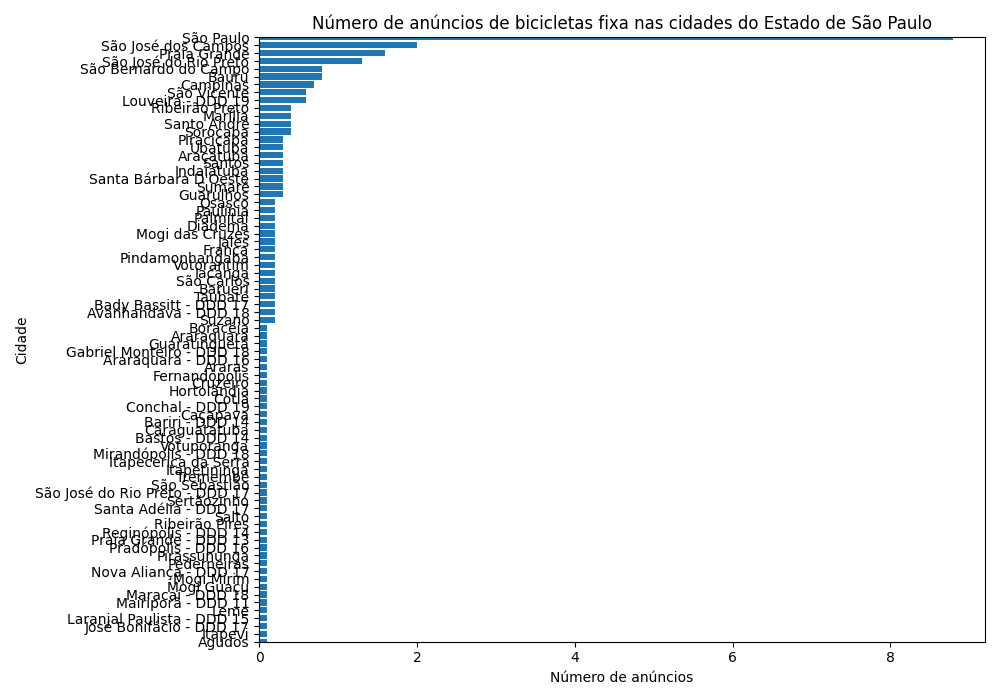 Número de anúncios de bicicletas fixa nas cidades do Estado de São Paulo
São Paulo
São José dos Campos
Praia Grande
São José do Rio Preto
São Bernardo do Campo
Bauru
Campinas
São Vicente
Louveira - DDD 19
Ribeirão Preto
Marília
Santo André
Sorocaba
Piracicaba
Ubatuba
Araçatuba
Santos
Indaiatuba
Santa Bárbara D'Oeste
Sumaré
Guarulhos
Osasco
Paulínia
Palmital
Diadema
Mogi das Cruzes
Jales
Franca
Pindamonhangaba
Votorantim
Iacanga
São Carlos
Barueri
Taubaté
Bady Bassitt - DDD 17
Avanhandava - DDD 18
Suzano
Boracéia
Araraquara
Guaratinguetá
Gabriel Monteiro - DDD 18
Araraquara - DDD 16
Araras
Fernandópolis
Cruzeiro
Hortolândia
Cotia
Conchal - DDD 19
Caçapava
Bariri - DDD 14
Caraguatatuba
Bastos - DDD 14
Votuporanga
Mirandópolis - DDD 18
Itapecerica da Serra
Itapetininga
Tremembé
São Sebastião
São José do Rio Preto - DDD 17
Sertãozinho
Santa Adélia - DDD 17
Salto
Ribeirão Pires
Reginópolis - DDD 14
Praia Grande - DDD 13
Pradópolis - DDD 16
Pirassununga
Pederneiras
Nova Aliança - DDD 17
Mogi Mirim
Mogi Guaçu
Maracaí - DDD 18
Mairiporã - DDD 11
Leme
Laranjal Paulista - DDD 15
José Bonifácio - DDD 17
Itapevi
Agudos
Cidade
0 2 4 6 8
Número de anúncios